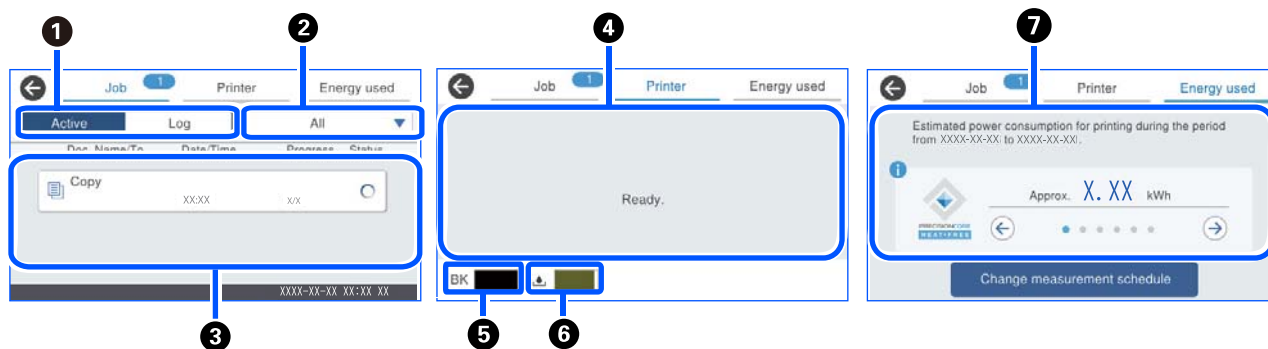 1
2
4
7
Job 1 Printer Energy used
Active Log All
Doc. Name/To Date/Time Progress Status
Copy
XX:XX X/X
XXXX-XX-XX XX:XX XX
3
Job 1 Printer Energy used
Ready.
BK
5
6
Job 1 Printer Energy used
Estimated power consumption for printing during the period
from XXXX-XX-XX to XXXX-XX-XX.
i
Approx. X.XX kWh
PRECISIONCORE
HEAT-FREE
Change measurement schedule